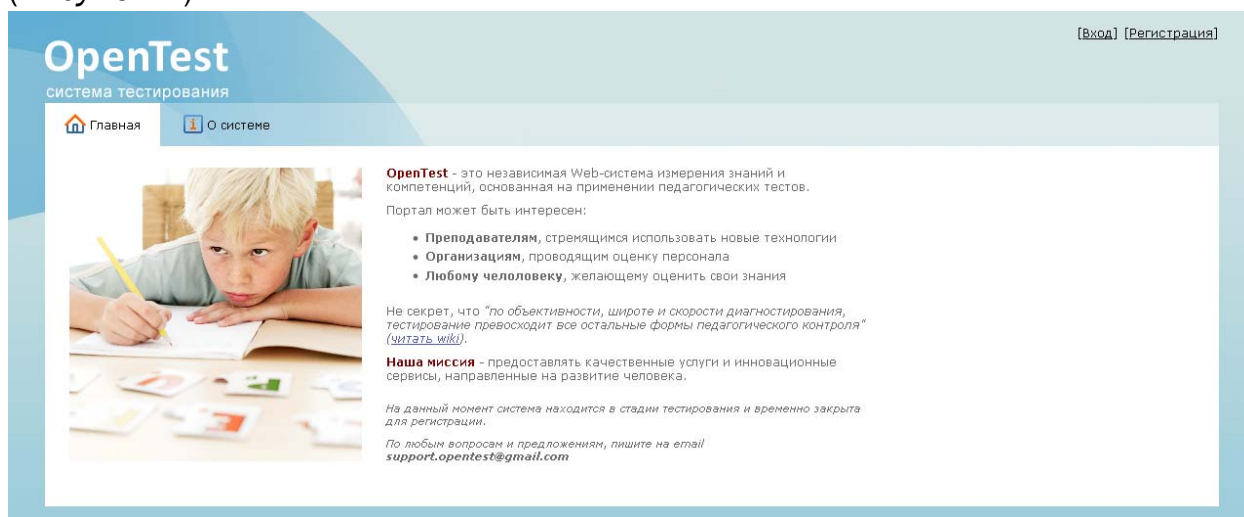 [Вход] [Регистрация]
OpenTest
система тестирования
Главная
О системе
OpenTest - это независимая Web-система измерения знаний и
компетенций, основанная на применении педагогических тестов.
Портал может быть интересен:
• Преподавателям, стремящимся использовать новые технологии
• Организациям, проводящим оценку персонала
• Любому челоловеку, желающему оценить свои знания
Не секрет, что "по объективности, широте и скорости диагностирования,
тестирование превосходит все остальные формы педагогического контроля"
(читать wiki).
Наша миссия - предоставлять качественные услуги и инновационные
сервисы, направленные на развитие человека.
На данный момент система находится в стадии тестирования и временно закрыта
для регистрации.
По любым вопросам и предложениям, пишите на email
support.opentest@gmail.com